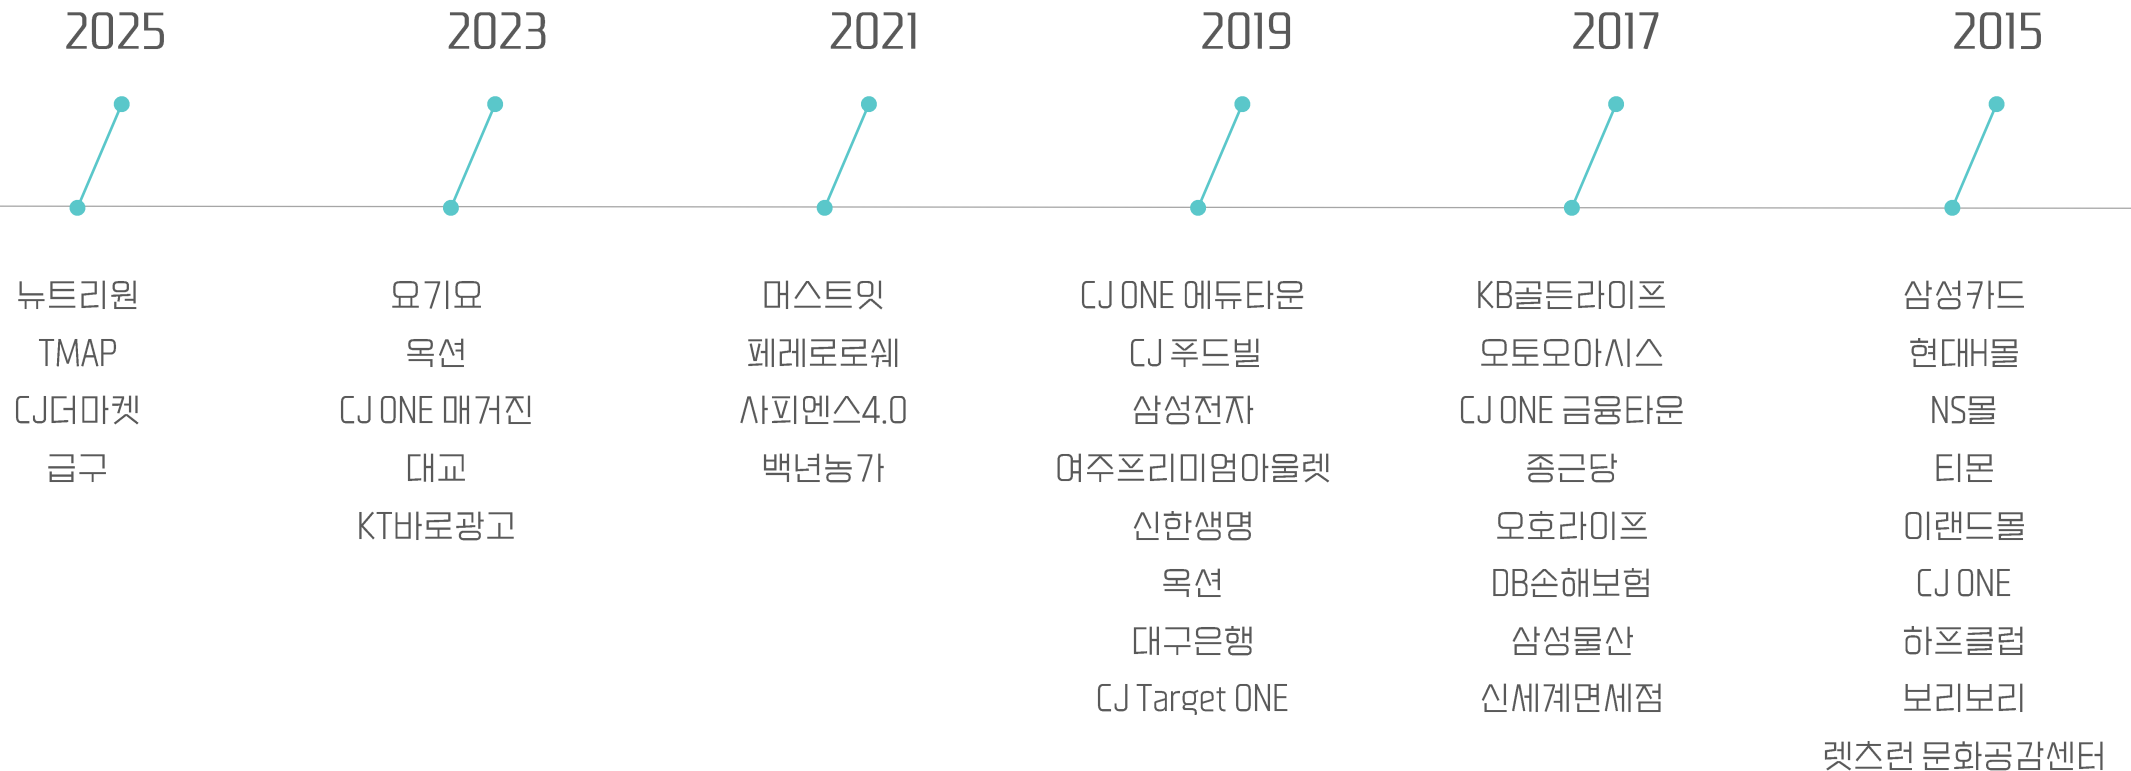 2025
뉴트리원
TMAP
CJ더마켓
급구
2023
요기요
옥션
CJ ONE 매거진
대교
KT바로광고
2021
머스트잇
페레로로쉐
사피엔스4.0
백년농가
2019
CJ ONE 에듀타운
CJ 푸드빌
삼성전자
여주프리미엄아울렛
신한생명
옥션
대구은행
CJ Target ONE
2017
KB골든라이프
오토오아시스
CJ ONE 금융타운
종근당
오호라이프
DB손해보험
삼성물산
신세계면세점
2015
삼성카드
현대H몰
NS몰
티몬
이랜드몰
CJ ONE
하프클럽
보리보리
렛츠런 문화공감센터